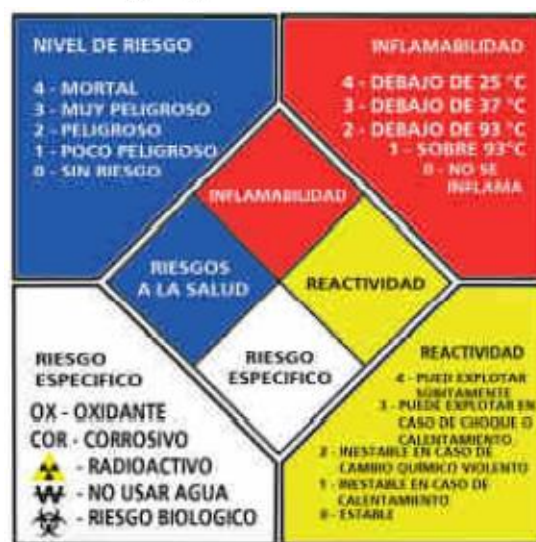 NIVEL DE RIESGO
4 - MORTAL
3 - MUY PELIGROSO
2 - PELIGROSO
1 - POCO PELIGROSO
0 - SIN RIESGO
INFLAMABILIDAD
4 - DEBAJO DE 25 °C
3 - DEBAJO DE 37 °C
2 - DEBAJO DE 93 °C
1 - SOBRE 93°C
0 - NO SE
INFLAMA
INFLAMABILIDAD
RIESGOS
A LA SALUD
REACTIVIDAD
RIESGO
ESPECIFICO
RIESGO
ESPECIFICO
OX - OXIDANTE
COR - CORROSIVO
- RADIOACTIVO
W - NO USAR AGUA
- RIESGO BIOLOGICO
REACTIVIDAD
4 - PUED EXPLOTAR
SÚBITAMENTE
3 - PUEDE EXPLOTAR EN
CASO DE CHOQUE O
CALENTAMIENTO
2 - INESTABLE EN CASO DE
CAMBIO QUÍMICO VIOLENTO
1 - INESTABLE EN CASO DE
CALENTAMIENTO
0 - ESTABLE